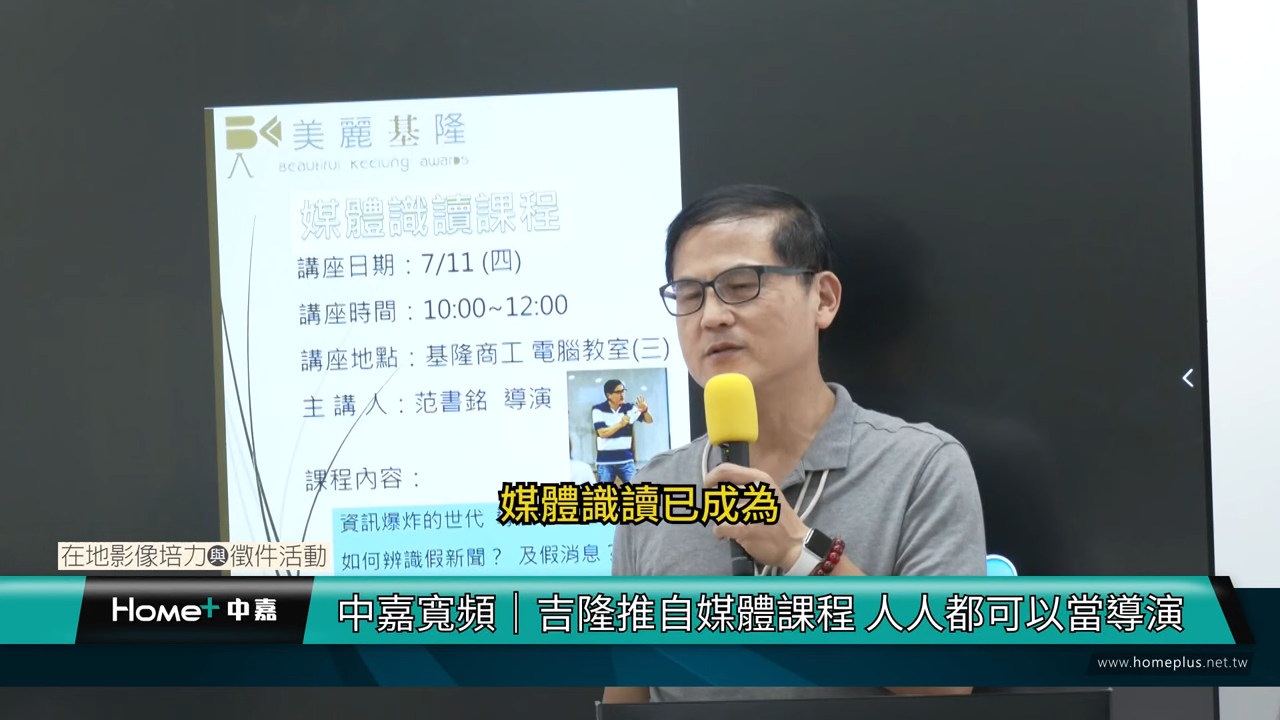 美麗基隆
Beautiful Keelung awards
媒體識讀課程
講座日期：7/11 (四)
講座時間：10:00~12:00
講座地點：基隆商工 電腦教室(三)
主 講 人：范書銘 導演
課程內容：
資訊爆炸的世代
如何辨識假新聞？ 及假消息？
媒體識讀已成為
在地影像培力與徵件活動
Home+中嘉
中嘉寬頻｜吉隆推自媒體課程 人人都可以當導演
www.homeplus.net.tw